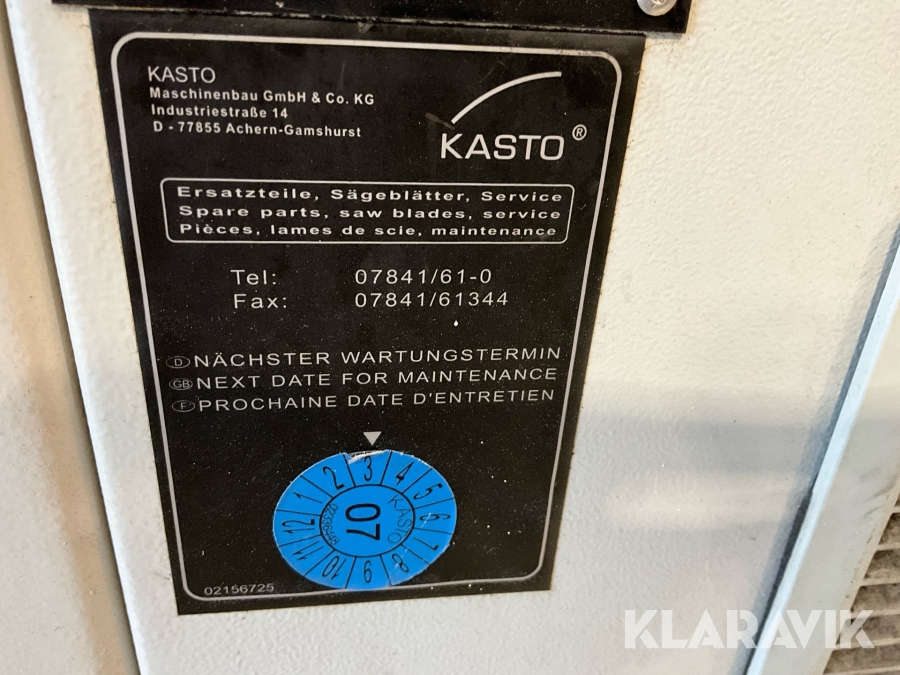 KASTO
Maschinenbau GmbH & Co. KG
Industriestraße 14
D - 77855 Achern-Gamshurst
KASTO®
Ersatzteile, Sägeblätter, Service
Spare parts, saw blades, service
Pièces, lames de scie, maintenance
Tel: 07841/61-0
Fax: 07841/61344
D NÄCHSTER WARTUNGSTERMIN
GB NEXT DATE FOR MAINTENANCE
F PROCHAINE DATE D'ENTRETIEN
1 2 3 4 5 6 7 8 9 10 11 12
07
KASTO
02156725
KLARAVIK